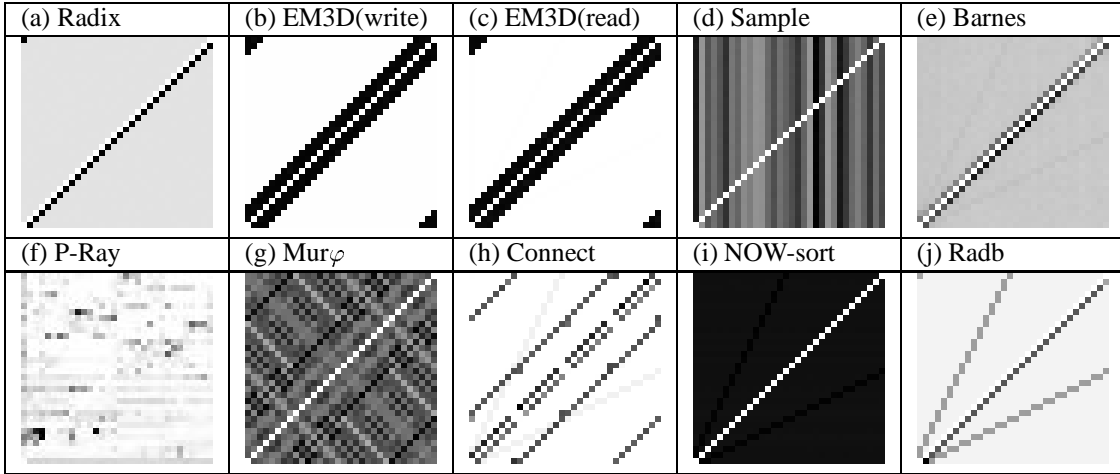 (a) Radix
(b) EM3D(write)
(c) EM3D(read)
(d) Sample
(e) Barnes
(f) P-Ray
(g) Murφ
(h) Connect
(i) NOW-sort
(j) Radb